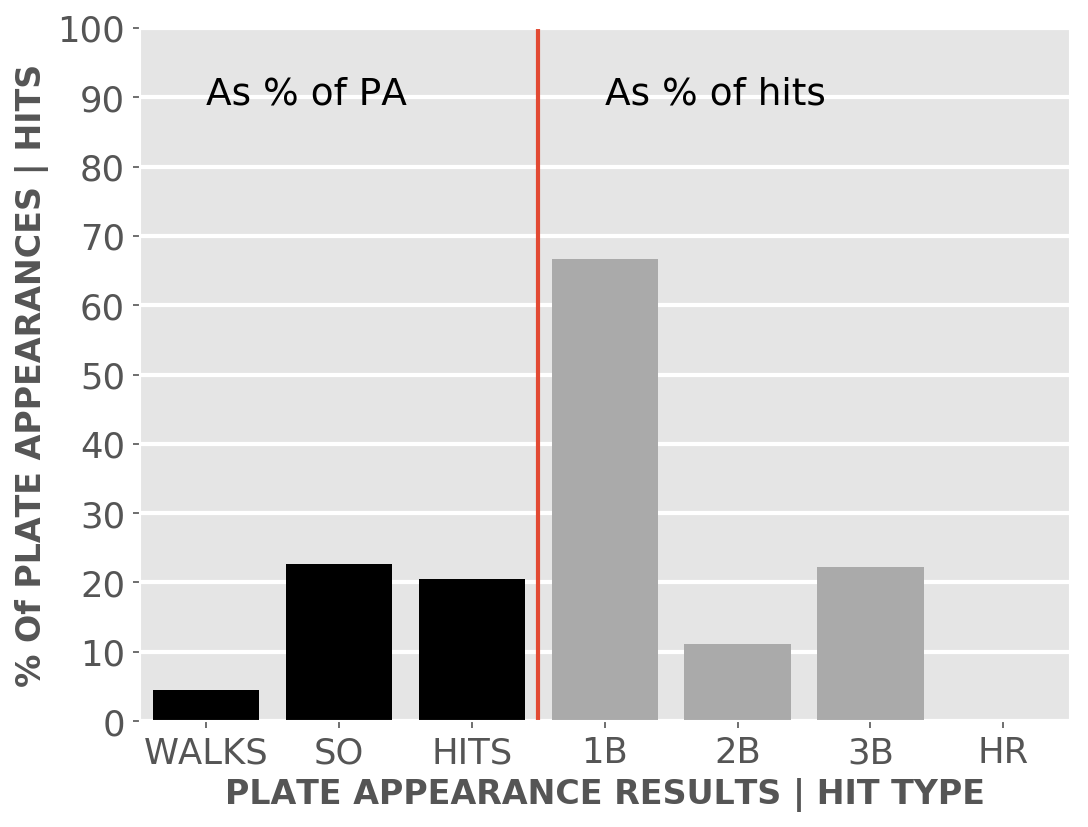 % Of PLATE APPEARANCES | HITS
100
90
80
70
60
50
40
30
20
10
0
As % of PA
As % of hits
WALKS SO HITS 1B 2B 3B HR
PLATE APPEARANCE RESULTS | HIT TYPE